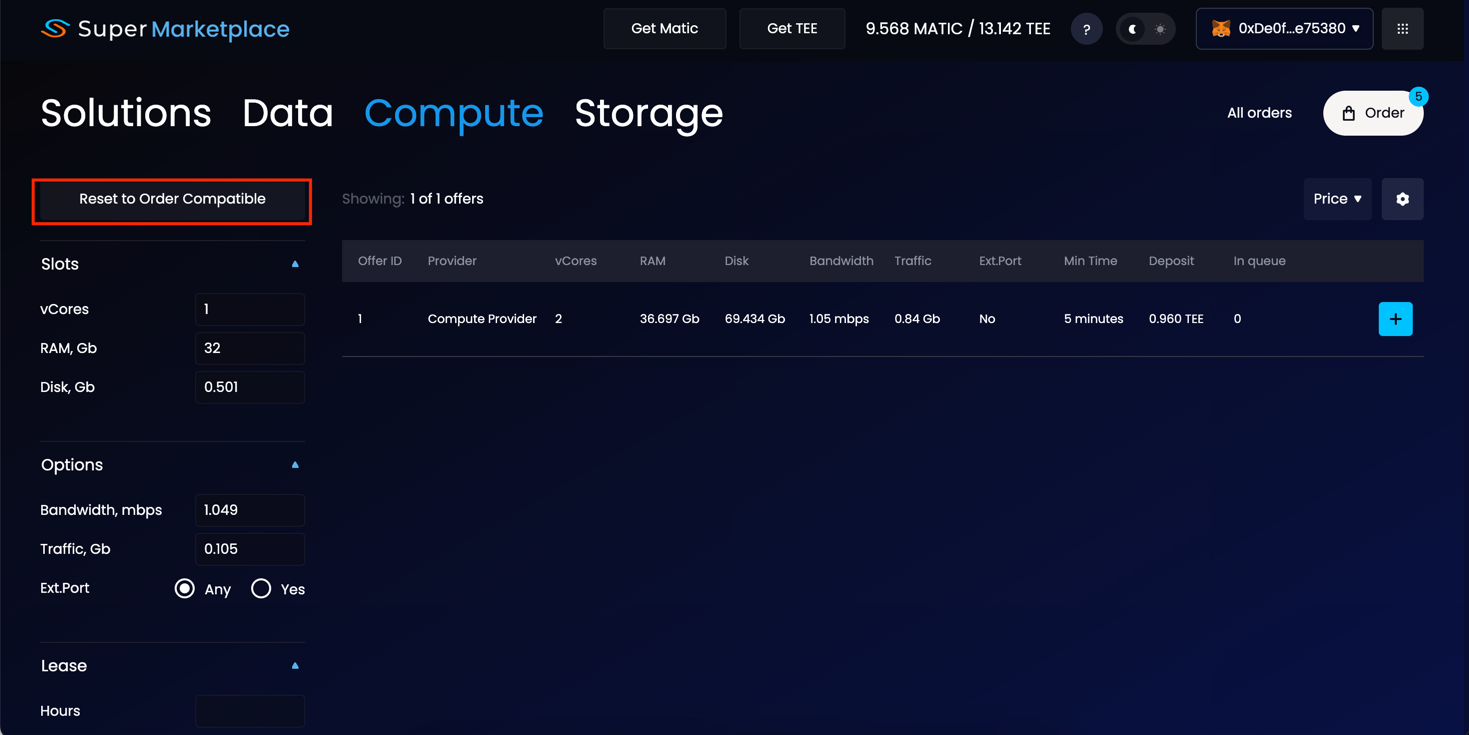 Super Marketplace
Get Matic
Get TEE
9.568 MATIC / 13.142 TEE
?
0xDe0f...e75380 ▼
Solutions Data Compute Storage
All orders
Order
5
Reset to Order Compatible
Showing: 1 of 1 offers
Price ▼
Slots
vCores 1
RAM, Gb 32
Disk, Gb 0.501
Options
Bandwidth, mbps 1.049
Traffic, Gb 0.105
Ext.Port Any Yes
Lease
Hours
Offer ID Provider vCores RAM Disk Bandwidth Traffic Ext.Port Min Time Deposit In queue
1 Compute Provider 2 36.697 Gb 69.434 Gb 1.05 mbps 0.84 Gb No 5 minutes 0.960 TEE 0 +